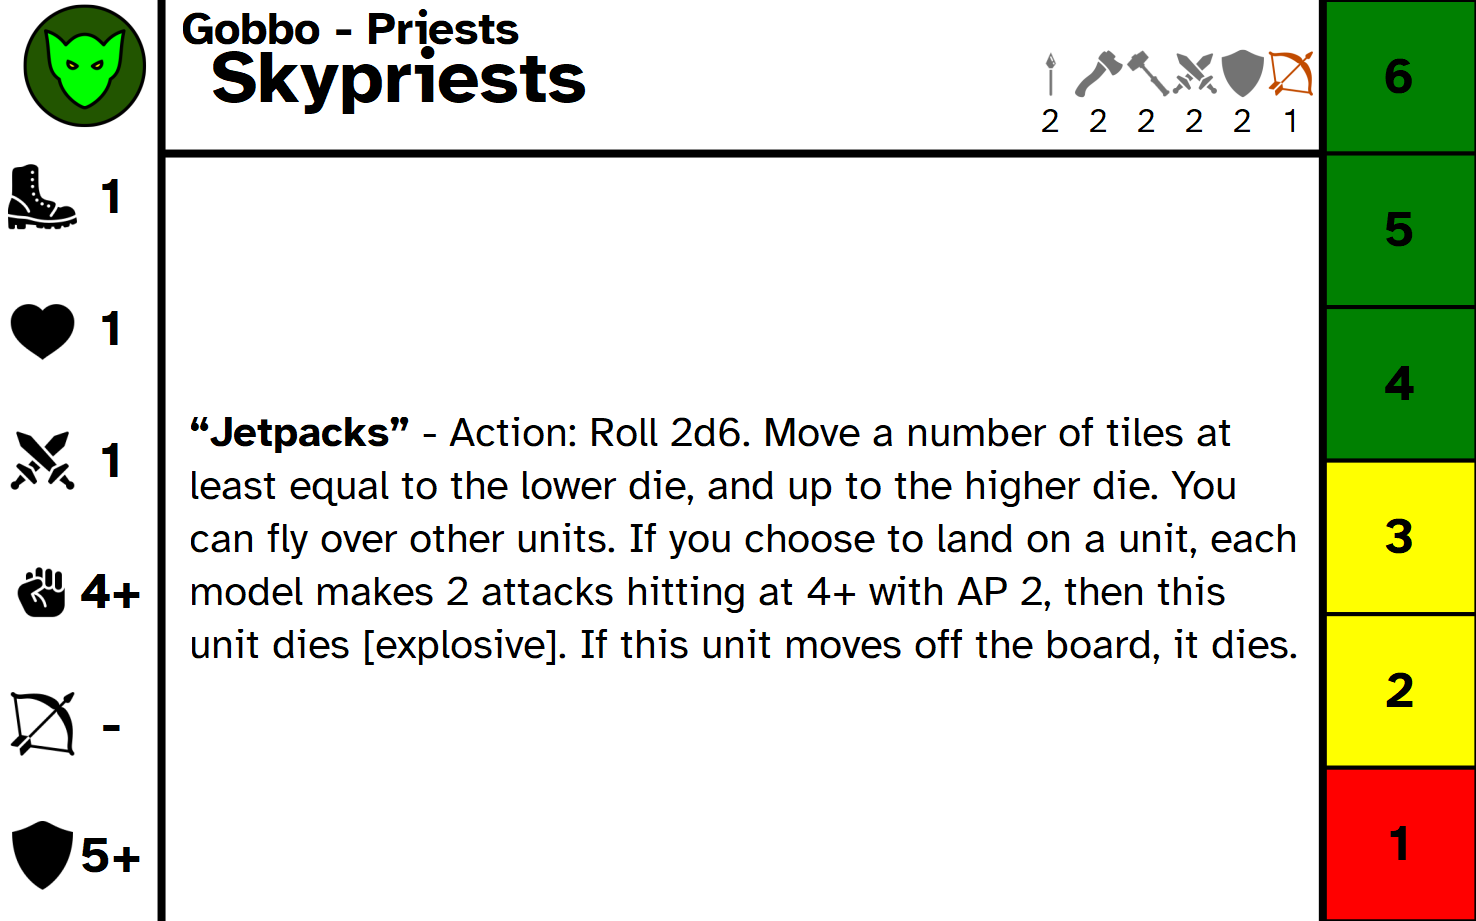 Gobbo - Priests
Skypriests
2 2 2 2 2 1
1
1
1
4+
-
5+
“Jetpacks” - Action: Roll 2d6. Move a number of tiles at
least equal to the lower die, and up to the higher die. You
can fly over other units. If you choose to land on a unit, each
model makes 2 attacks hitting at 4+ with AP 2, then this
unit dies [explosive]. If this unit moves off the board, it dies.
6
5
4
3
2
1